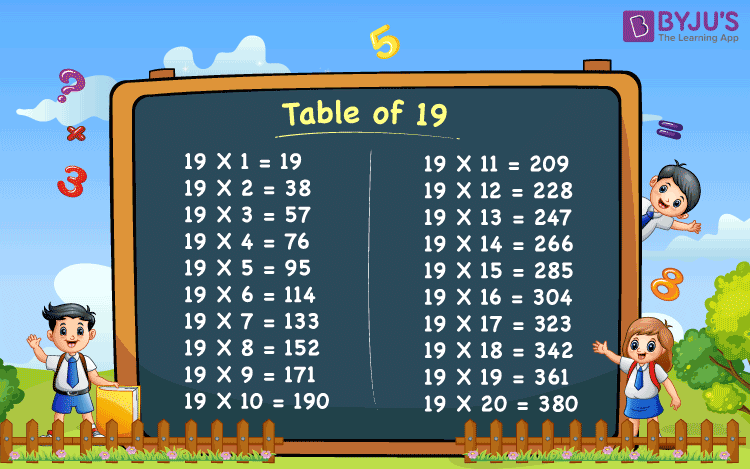 5
BYJU'S
The Learning App
?
×
3
=
8
Table of 19
19 X 1 = 19
19 X 2 = 38
19 X 3 = 57
19 X 4 = 76
19 X 5 = 95
19 X 6 = 114
19 X 7 = 133
19 X 8 = 152
19 X 9 = 171
19 X 10 = 190
19 X 11 = 209
19 X 12 = 228
19 X 13 = 247
19 X 14 = 266
19 X 15 = 285
19 X 16 = 304
19 X 17 = 323
19 X 18 = 342
19 X 19 = 361
19 X 20 = 380